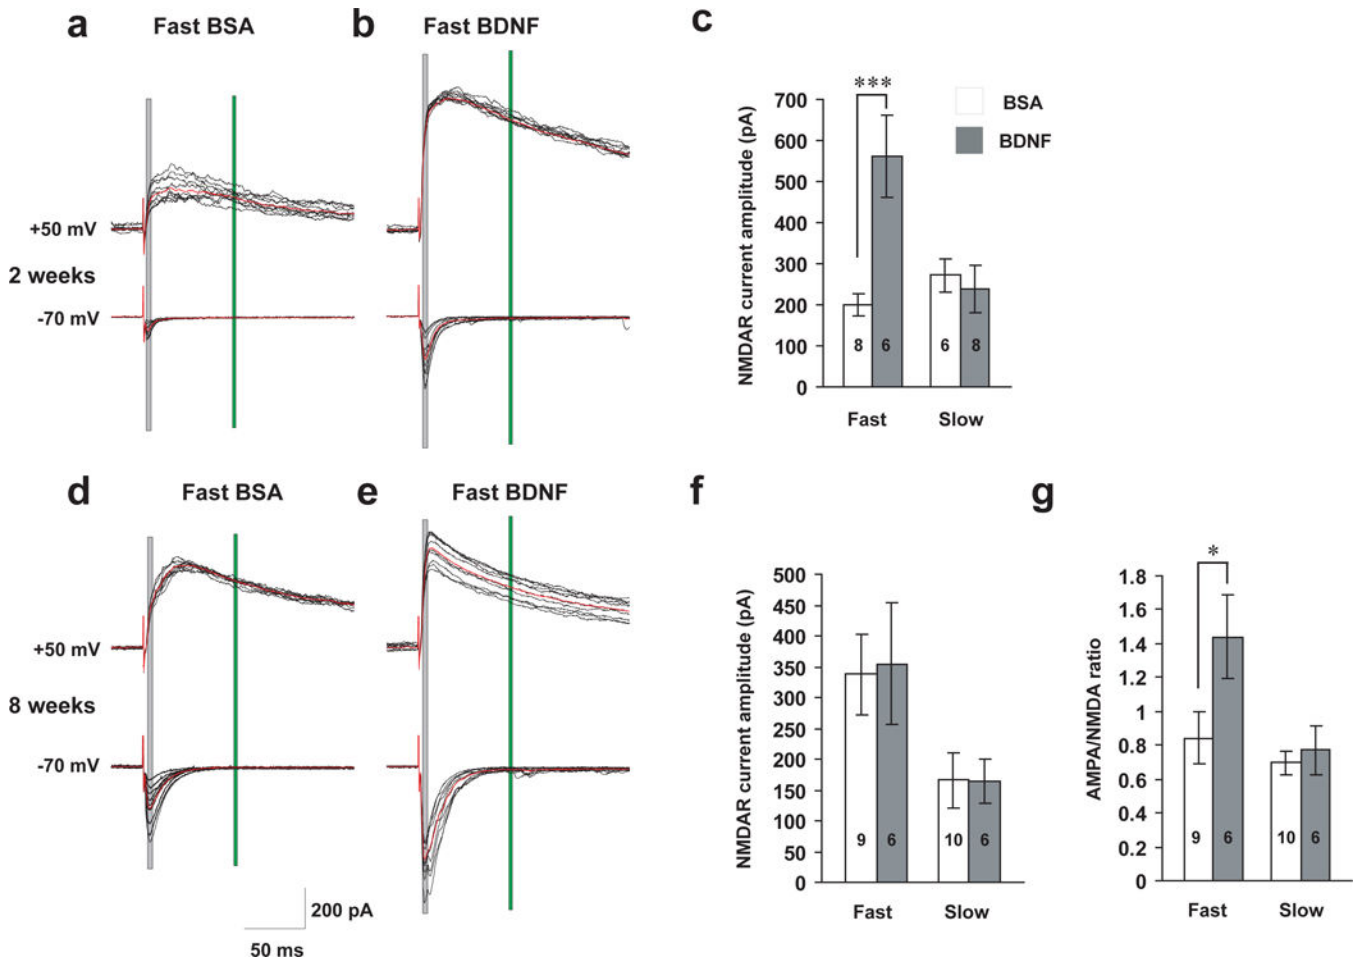 a Fast BSA
b Fast BDNF
+50 mV
2 weeks
-70 mV
c
***
BSA
BDNF
NMDAR current amplitude (pA)
700
600
500
400
300
200
100
0
8 6 6 8
Fast Slow
d Fast BSA
e Fast BDNF
+50 mV
8 weeks
-70 mV
200 pA
50 ms
f
NMDAR current amplitude (pA)
500
450
400
350
300
250
200
150
100
50
0
9 6 10 6
Fast Slow
g
*
AMPA/NMDA ratio
1.8
1.6
1.4
1.2
1
0.8
0.6
0.4
0.2
0
9 6 10 6
Fast Slow